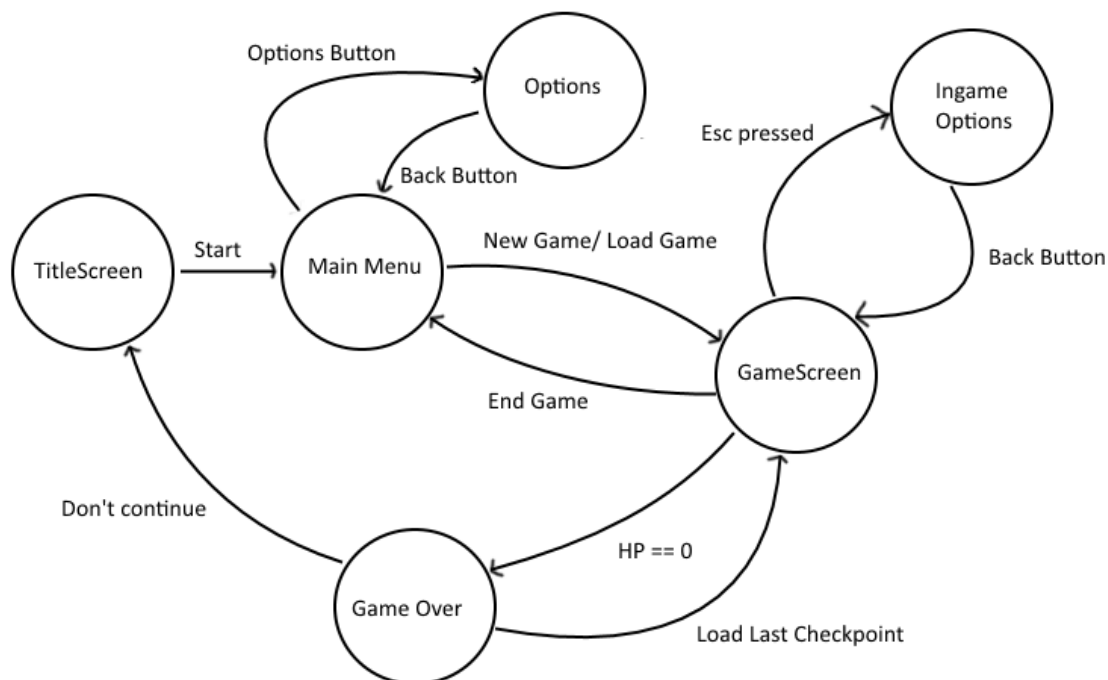 Options Button
Options
Ingame
Options
Esc pressed
Back Button
Start
New Game/ Load Game
TitleScreen
Main Menu
Back Button
GameScreen
End Game
Don't continue
HP == 0
Game Over
Load Last Checkpoint